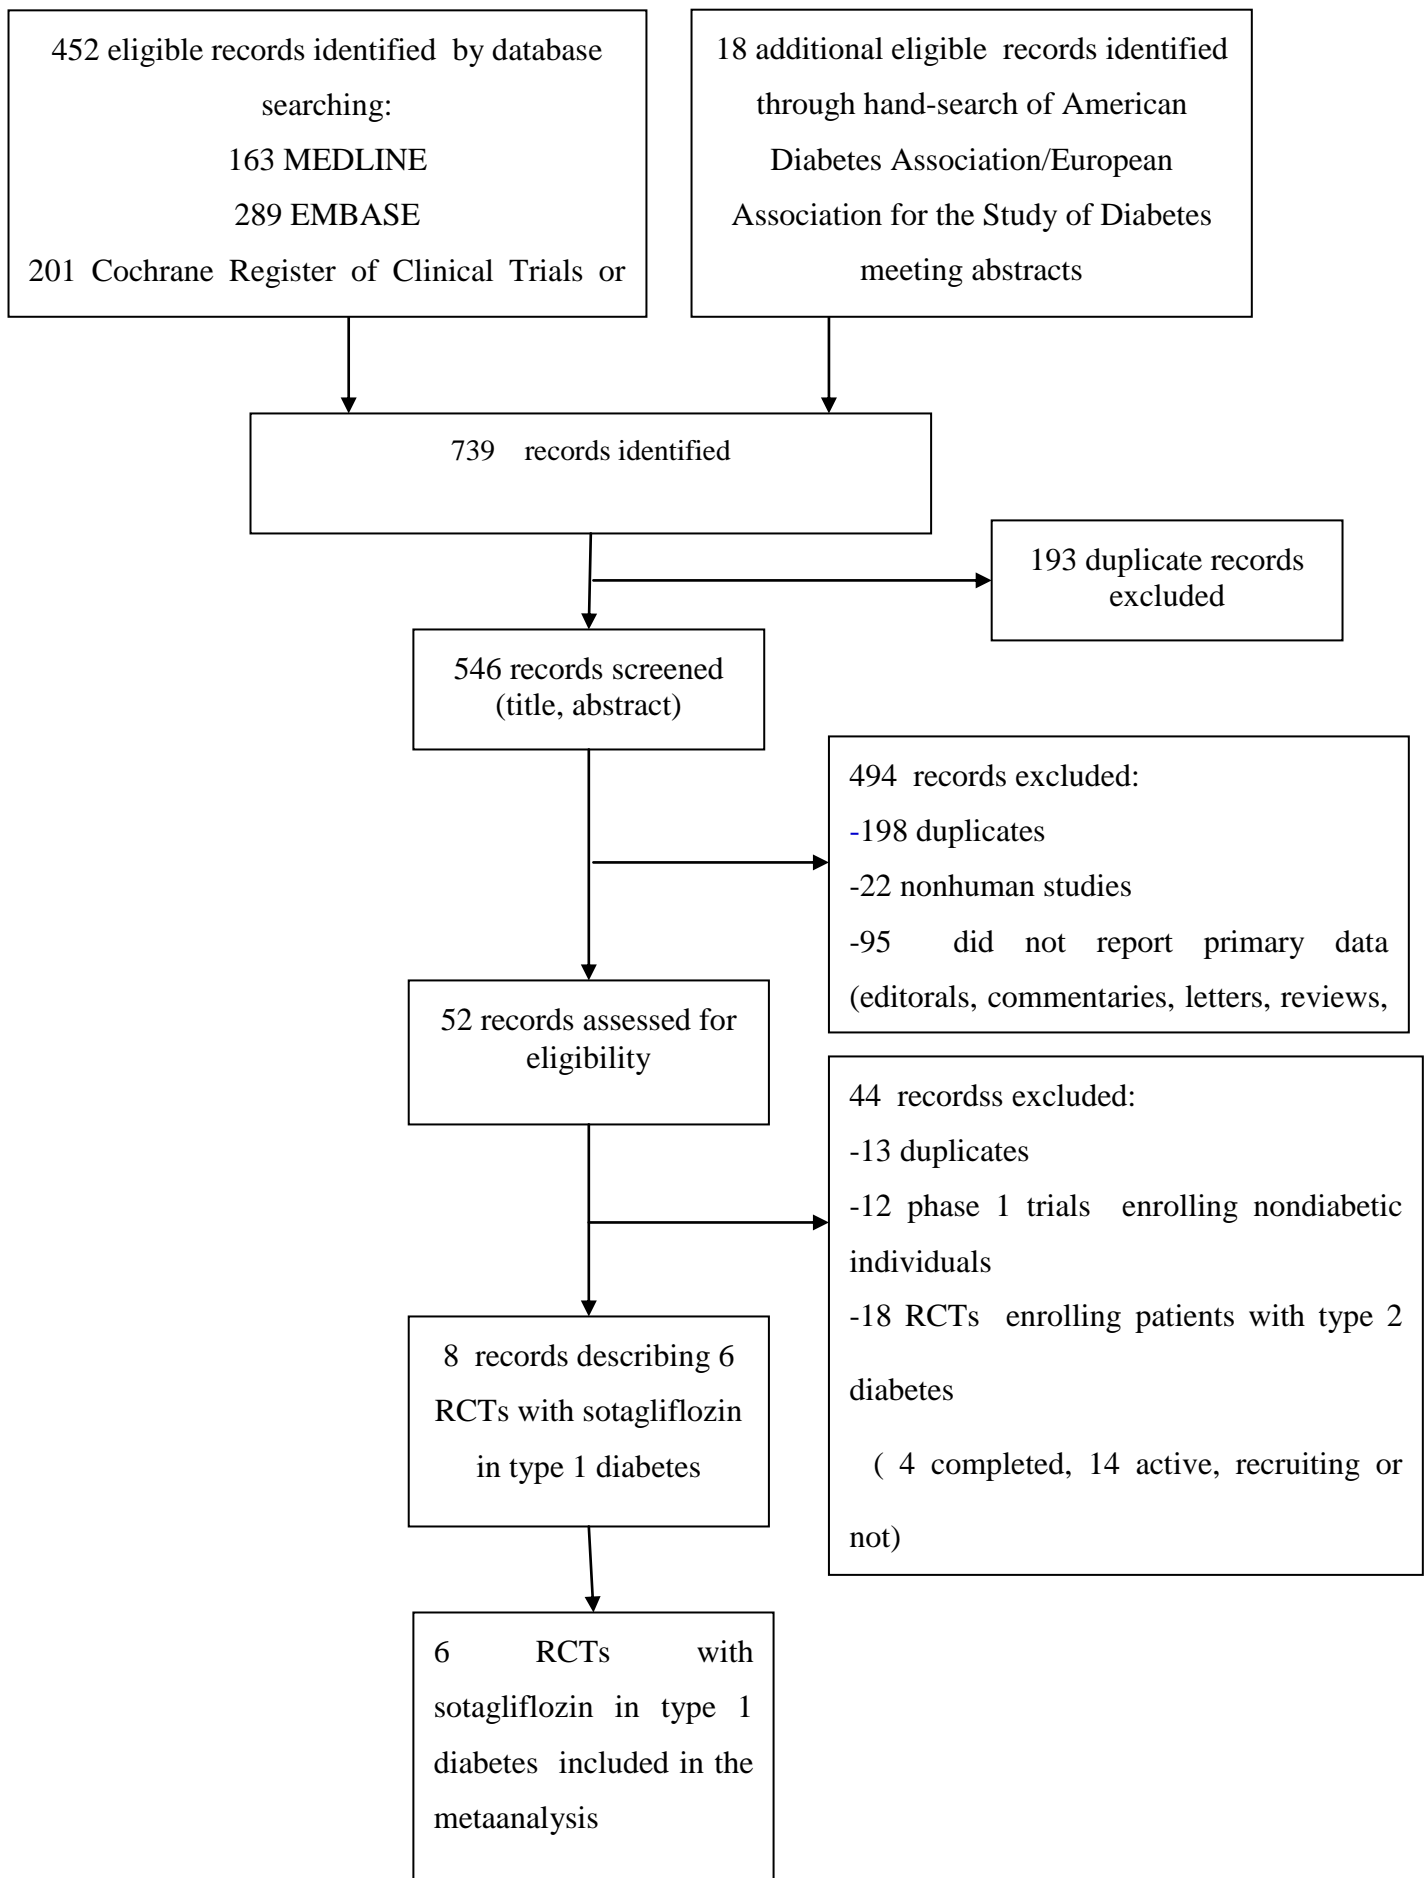 452 eligible records identified by database
searching:
163 MEDLINE
289 EMBASE
201 Cochrane Register of Clinical Trials or
18 additional eligible records identified
through hand-search of American
Diabetes Association/European
Association for the Study of Diabetes
meeting abstracts
739 records identified
193 duplicate records
excluded
546 records screened
(title, abstract)
494 records excluded:
-198 duplicates
-22 nonhuman studies
-95 did not report primary data
(editorals, commentaries, letters, reviews,
52 records assessed for
eligibility
44 recordss excluded:
-13 duplicates
-12 phase 1 trials enrolling nondiabetic
individuals
-18 RCTs enrolling patients with type 2
diabetes
( 4 completed, 14 active, recruiting or
not)
8 records describing 6
RCTs with sotagliflozin
in type 1 diabetes
6 RCTs with
sotagliflozin in type 1
diabetes included in the
metaanalysis